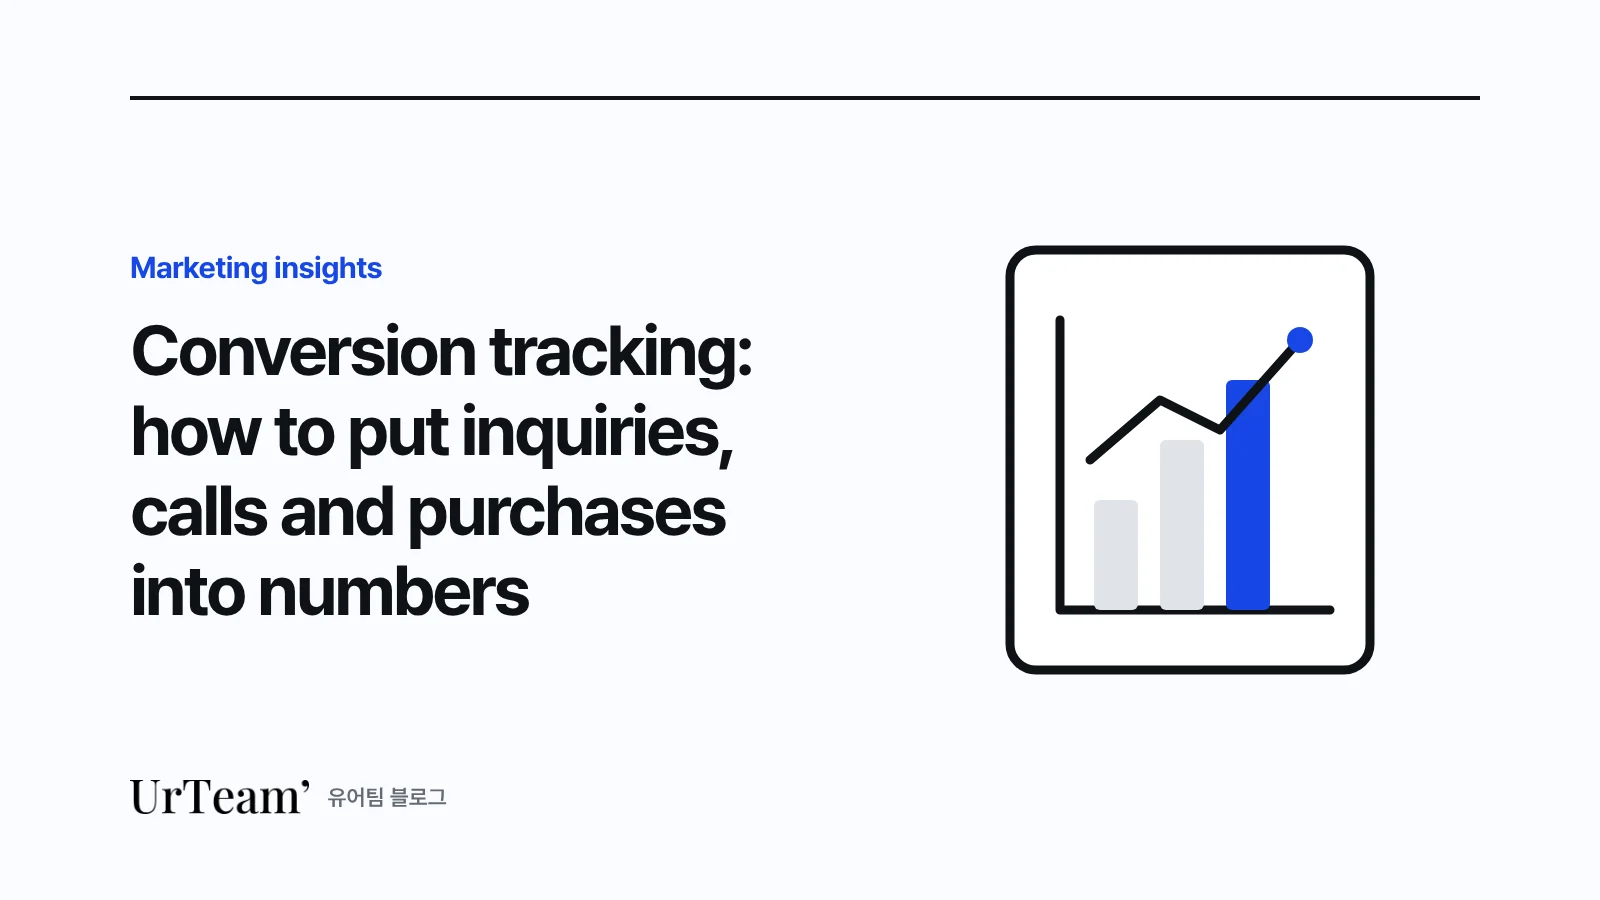 Marketing insights
Conversion tracking:
how to put inquiries,
calls and purchases
into numbers
UrTeam’ 유어팀 블로그